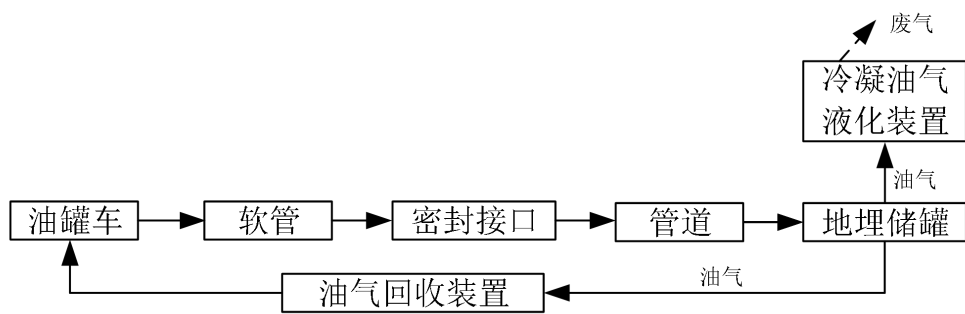 废气
冷凝油气
液化装置
油气
油罐车
软管
密封接口
管道
地埋储罐
油气
油气回收装置